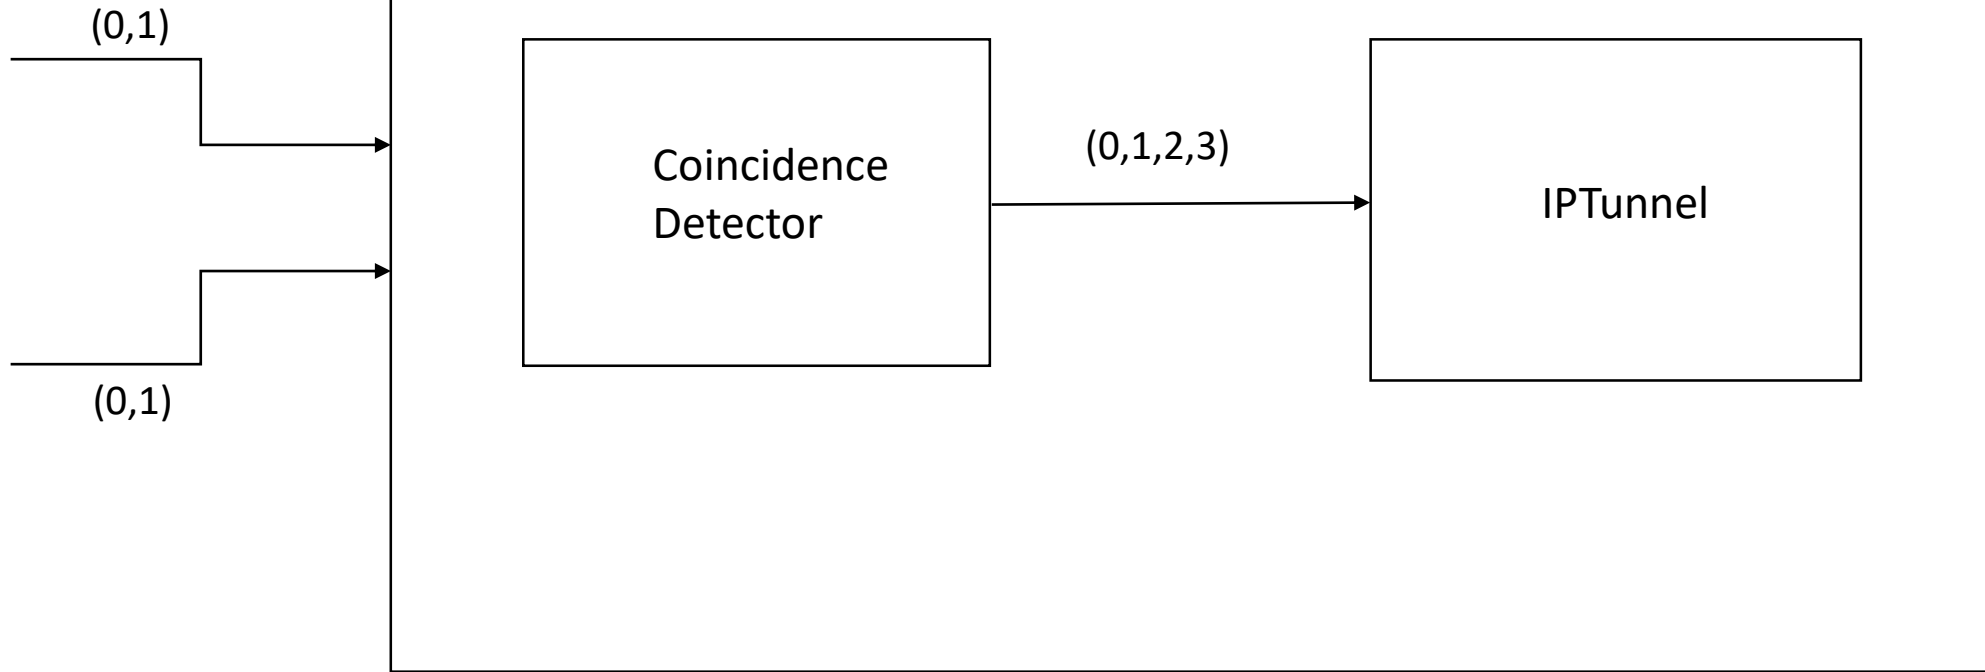 (0,1)
(0,1,2,3)
Coincidence
Detector
IPTunnel
(0,1)